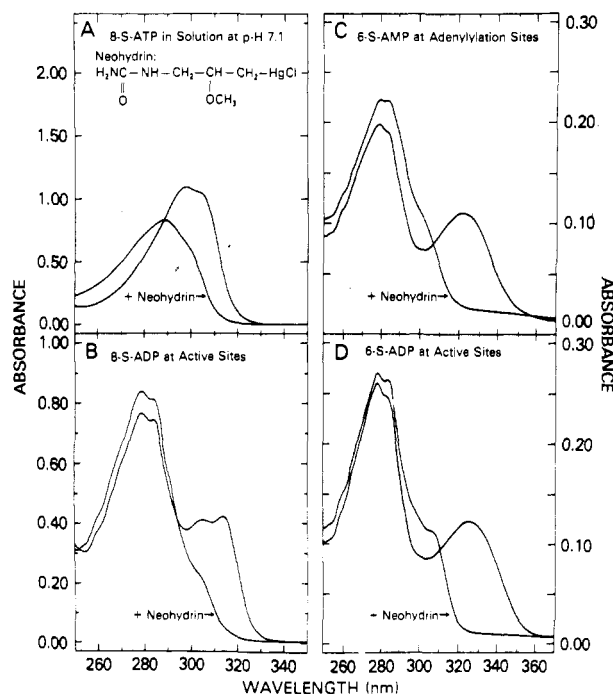 A
8-S-ATP in Solution at p-H 7.1
Neohydrin:
H₂NC–NH–CH₂–CH–CH₂–HgCl
O
OCH₃
2.00
1.50
1.00
0.50
0.00
+ Neohydrin
C
6-S-AMP at Adenylylation Sites
0.30
0.20
0.10
0.00
+ Neohydrin
B
8-S-ADP at Active Sites
1.00
0.80
0.60
0.40
0.20
0.00
+ Neohydrin
D
6-S-ADP at Active Sites
0.30
0.20
0.10
0.00
+ Neohydrin
ABSORBANCE
ABSORBANCE
260 280 300 320 340
260 280 300 320 340 360
WAVELENGTH (nm)